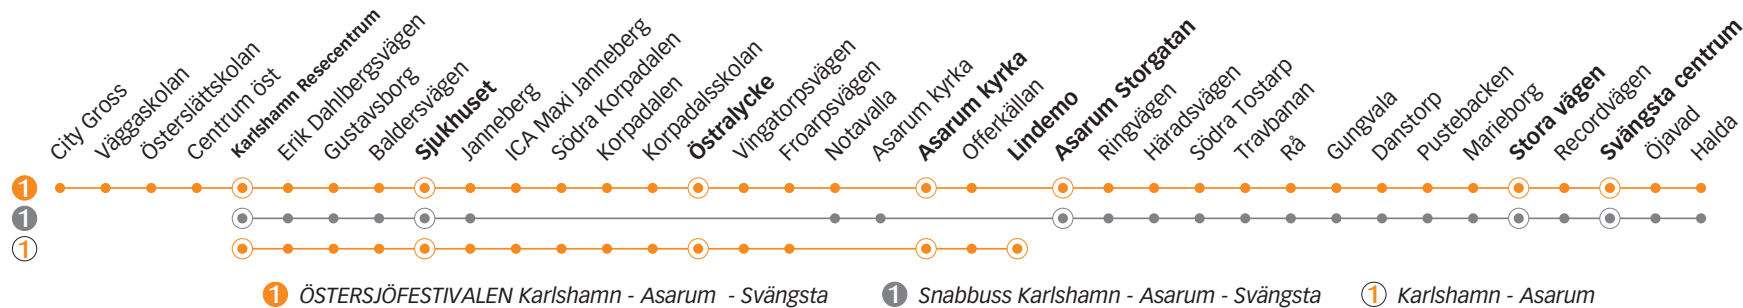 City Gross
Väggaskolan
Österslättskolan
Centrum öst
Karlshamn Resecentrum
Erik Dahlbergsvägen
Gustavsborg
Baldersvägen
Sjukhuset
Janneberg
ICA Maxi Janneberg
Södra Korpadalen
Korpadalen
Korpadalsskolan
Östralycke
Vingatorpsvägen
Froarpsvägen
Notavalla
Asarum Kyrka
Asarum kyrka
Offerkällan
Lindemo
Asarum Storgatan
Ringvägen
Häradsvägen
Södra Tostarp
Travbanan
Rå
Gungvala
Danstorp
Pustebacken
Marieborg
Stora vägen
Recordvägen
Svängsta centrum
Öjavad
Halda
1
1
1
1 ÖSTERSJÖFESTIVALEN Karlshamn - Asarum - Svängsta 1 Snabbuss Karlshamn - Asarum - Svängsta 1 Karlshamn - Asarum